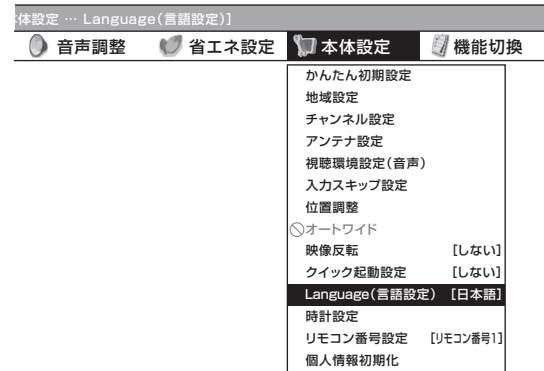 体設定 … Language(言語設定)]
音声調整 省エネ設定 本体設定 機能切換
かんたん初期設定
地域設定
チャンネル設定
アンテナ設定
視聴環境設定(音声)
入力スキップ設定
位置調整
オートワイド
映像反転 [しない]
クイック起動設定 [しない]
Language(言語設定) [日本語]
時計設定
リモコン番号設定 [リモコン番号1]
個人情報初期化